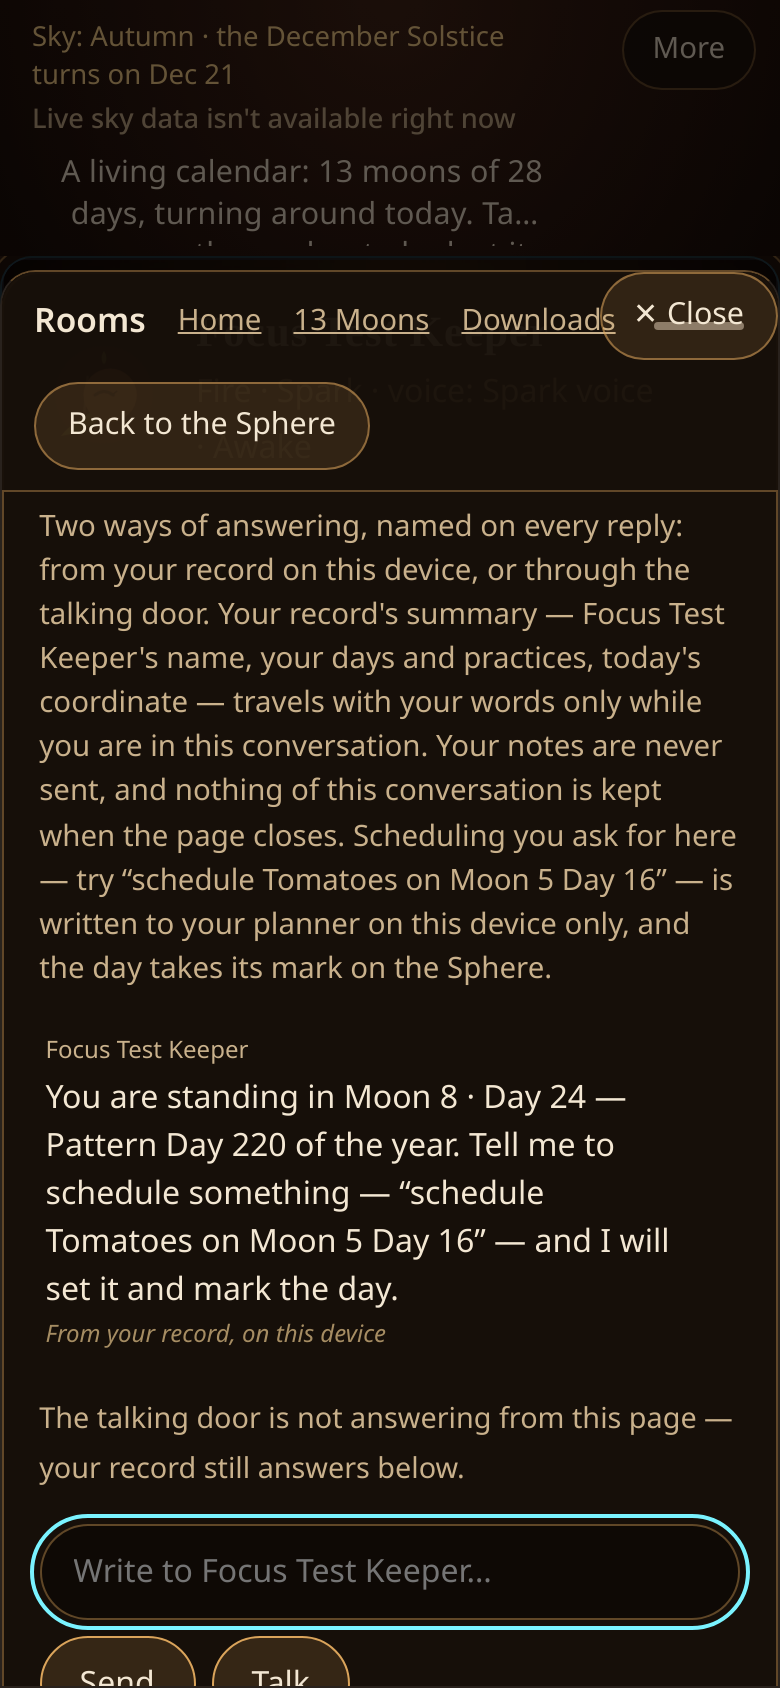 Sky: Autumn · the December Solstice
turns on Dec 21
More
Live sky data isn't available right now
A living calendar: 13 moons of 28
days, turning around today. Ta…
Rooms
Home
13 Moons
Downloads
✕ Close
Focus Test Keeper
Fire · Spark · voice: Spark voice
· Awake
Back to the Sphere
Two ways of answering, named on every reply:
from your record on this device, or through the
talking door. Your record's summary — Focus Test
Keeper's name, your days and practices, today's
coordinate — travels with your words only while
you are in this conversation. Your notes are never
sent, and nothing of this conversation is kept
when the page closes. Scheduling you ask for here
— try “schedule Tomatoes on Moon 5 Day 16” — is
written to your planner on this device only, and
the day takes its mark on the Sphere.
Focus Test Keeper
You are standing in Moon 8 · Day 24 —
Pattern Day 220 of the year. Tell me to
schedule something — “schedule
Tomatoes on Moon 5 Day 16” — and I will
set it and mark the day.
From your record, on this device
The talking door is not answering from this page —
your record still answers below.
Write to Focus Test Keeper…
Send
Talk